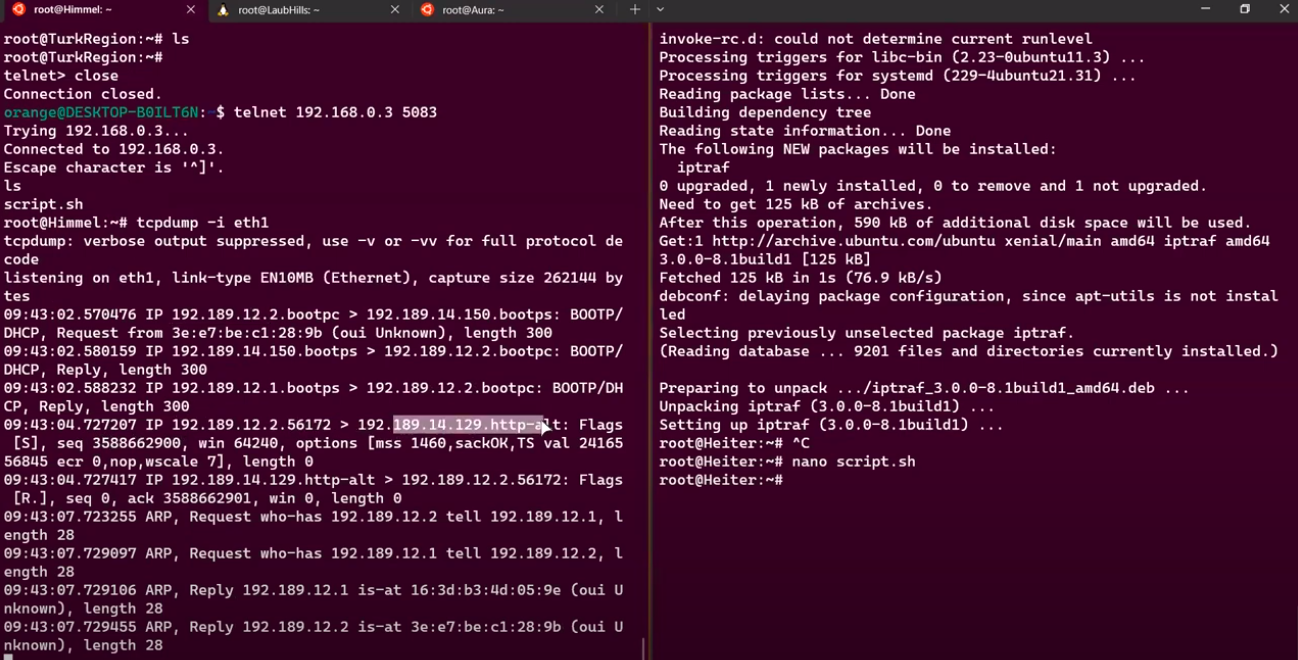 root@Himmel: ~
root@LaubHills: ~
root@Aura: ~
root@TurkRegion:~# ls
root@TurkRegion:~#
telnet> close
Connection closed.
orange@DESKTOP-B0ILT6N:~$ telnet 192.168.0.3 5083
Trying 192.168.0.3...
Connected to 192.168.0.3.
Escape character is '^]'.
ls
script.sh
root@Himmel:~# tcpdump -i eth1
tcpdump: verbose output suppressed, use -v or -vv for full protocol de
code
listening on eth1, link-type EN10MB (Ethernet), capture size 262144 by
tes
09:43:02.570476 IP 192.189.12.2.bootpc > 192.189.14.150.bootps: BOOTP/
DHCP, Request from 3e:e7:be:c1:28:9b (oui Unknown), length 300
09:43:02.580159 IP 192.189.14.150.bootps > 192.189.12.2.bootpc: BOOTP/
DHCP, Reply, length 300
09:43:02.588232 IP 192.189.12.1.bootps > 192.189.12.2.bootpc: BOOTP/DH
CP, Reply, length 300
09:43:04.727207 IP 192.189.12.2.56172 > 192.189.14.129.http-alt: Flags
[S], seq 3588662900, win 64240, options [mss 1460,sackOK,TS val 24165
56845 ecr 0,nop,wscale 7], length 0
09:43:04.727417 IP 192.189.14.129.http-alt > 192.189.12.2.56172: Flags
[R.], seq 0, ack 3588662901, win 0, length 0
09:43:07.723255 ARP, Request who-has 192.189.12.2 tell 192.189.12.1, l
ength 28
09:43:07.729097 ARP, Request who-has 192.189.12.1 tell 192.189.12.2, l
ength 28
09:43:07.729106 ARP, Reply 192.189.12.1 is-at 16:3d:b3:4d:05:9e (oui U
nknown), length 28
09:43:07.729455 ARP, Reply 192.189.12.2 is-at 3e:e7:be:c1:28:9b (oui U
nknown), length 28
invoke-rc.d: could not determine current runlevel
Processing triggers for libc-bin (2.23-0ubuntu11.3) ...
Processing triggers for systemd (229-4ubuntu21.31) ...
Reading package lists... Done
Building dependency tree
Reading state information... Done
The following NEW packages will be installed:
iptraf
0 upgraded, 1 newly installed, 0 to remove and 1 not upgraded.
Need to get 125 kB of archives.
After this operation, 590 kB of additional disk space will be used.
Get:1 http://archive.ubuntu.com/ubuntu xenial/main amd64 iptraf amd64
3.0.0-8.1build1 [125 kB]
Fetched 125 kB in 1s (76.9 kB/s)
debconf: delaying package configuration, since apt-utils is not instal
led
Selecting previously unselected package iptraf.
(Reading database ... 9201 files and directories currently installed.)
Preparing to unpack .../iptraf_3.0.0-8.1build1_amd64.deb ...
Unpacking iptraf (3.0.0-8.1build1) ...
Setting up iptraf (3.0.0-8.1build1) ...
root@Heiter:~# ^C
root@Heiter:~# nano script.sh
root@Heiter:~#